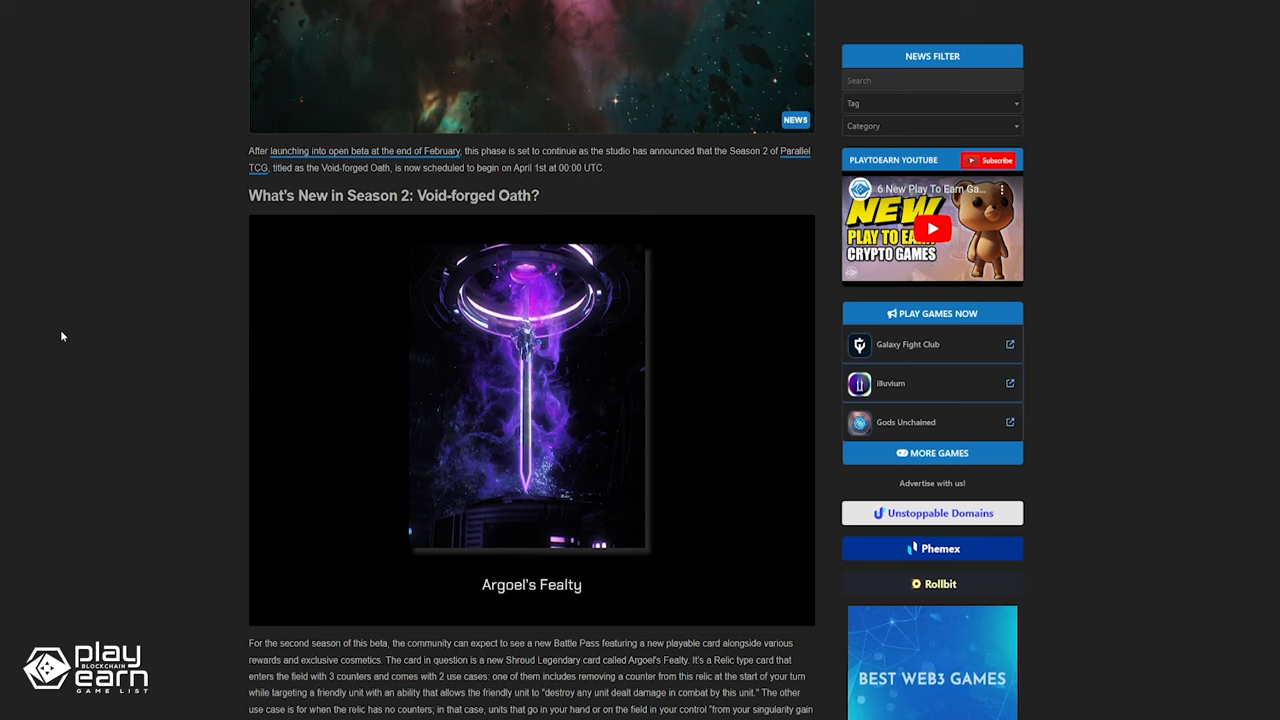 NEWS
After launching into open beta at the end of February, this phase is set to continue as the studio has announced that the Season 2 of Parallel
TCG, titled as the Void-forged Oath, is now scheduled to begin on April 1st at 00:00 UTC.
What's New in Season 2: Void-forged Oath?
Argoel's Fealty
For the second season of this beta, the community can expect to see a new Battle Pass featuring a new playable card alongside various
rewards and exclusive cosmetics. The card in question is a new Shroud Legendary card called Argoel's Fealty. It's a Relic type card that
enters the field with 3 counters and comes with 2 use cases: one of them includes removing a counter from this relic at the start of your turn
while targeting a friendly unit with an ability that allows the friendly unit to "destroy any unit dealt damage in combat by this unit." The other
use case is for when the relic has no counters; in that case, units that go in your hand or on the field in your control "from your singularity gain
NEWS FILTER
Search
Tag
Category
PLAYTOEARN YOUTUBE
Subscribe
6 New Play To Earn Ga...
NEW
PLAY TO EARN
CRYPTO GAMES
PLAY GAMES NOW
Galaxy Fight Club
Illuvium
Gods Unchained
MORE GAMES
Advertise with us!
Unstoppable Domains
Phemex
Rollbit
BEST WEB3 GAMES
play
BLOCKCHAIN
earn
GAME LIST